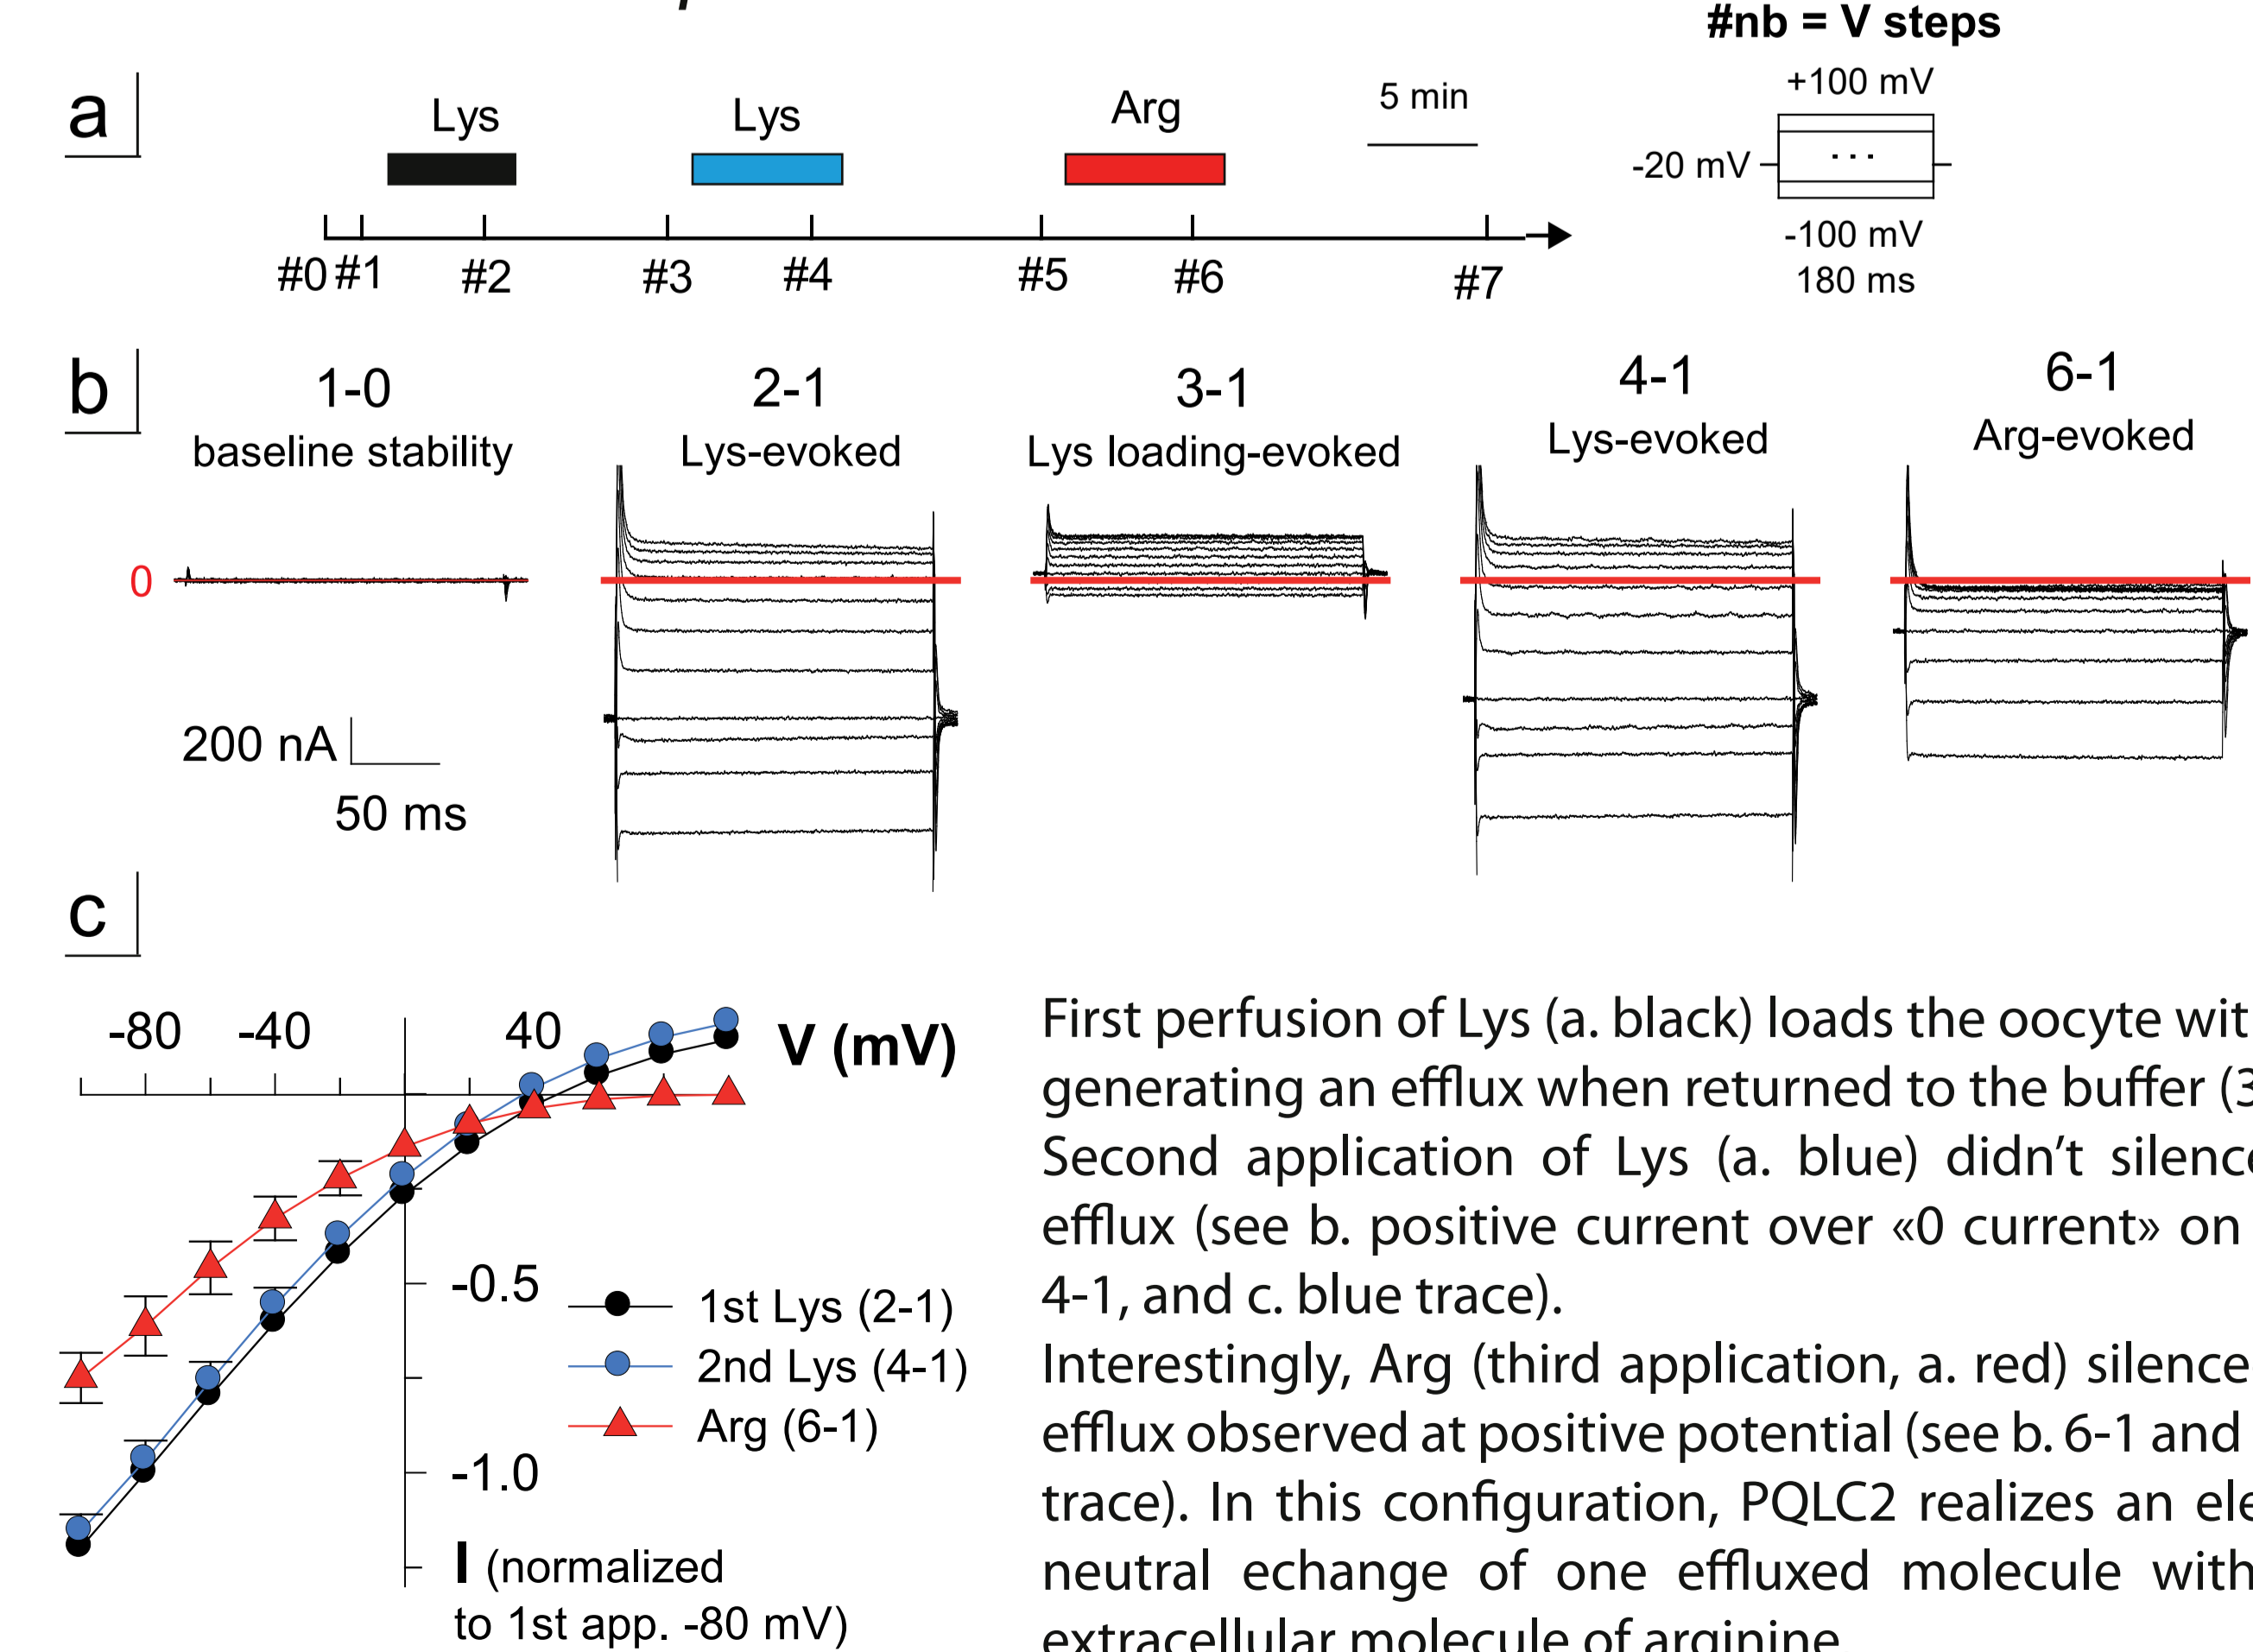 #nb = V steps
a
Lys
Lys
Arg
5 min
+100 mV
-20 mV
...
-100 mV
180 ms
#0 #1 #2 #3 #4 #5 #6 #7
b
1-0
2-1
3-1
4-1
6-1
baseline stability
Lys-evoked
Lys loading-evoked
Lys-evoked
Arg-evoked
0
200 nA
50 ms
c
-80 -40 40 V (mV)
-0.5
-1.0
1st Lys (2-1)
2nd Lys (4-1)
Arg (6-1)
I (normalized
to 1st app. -80 mV)
First perfusion of Lys (a. black) loads the oocyte wit
generating an efflux when returned to the buffer (3
Second application of Lys (a. blue) didn't silence
efflux (see b. positive current over «0 current» on
4-1, and c. blue trace).
Interestingly, Arg (third application, a. red) silence
efflux observed at positive potential (see b. 6-1 and
trace). In this configuration, PQLC2 realizes an ele
neutral echange of one effluxed molecule with
extracellular molecule of arginine